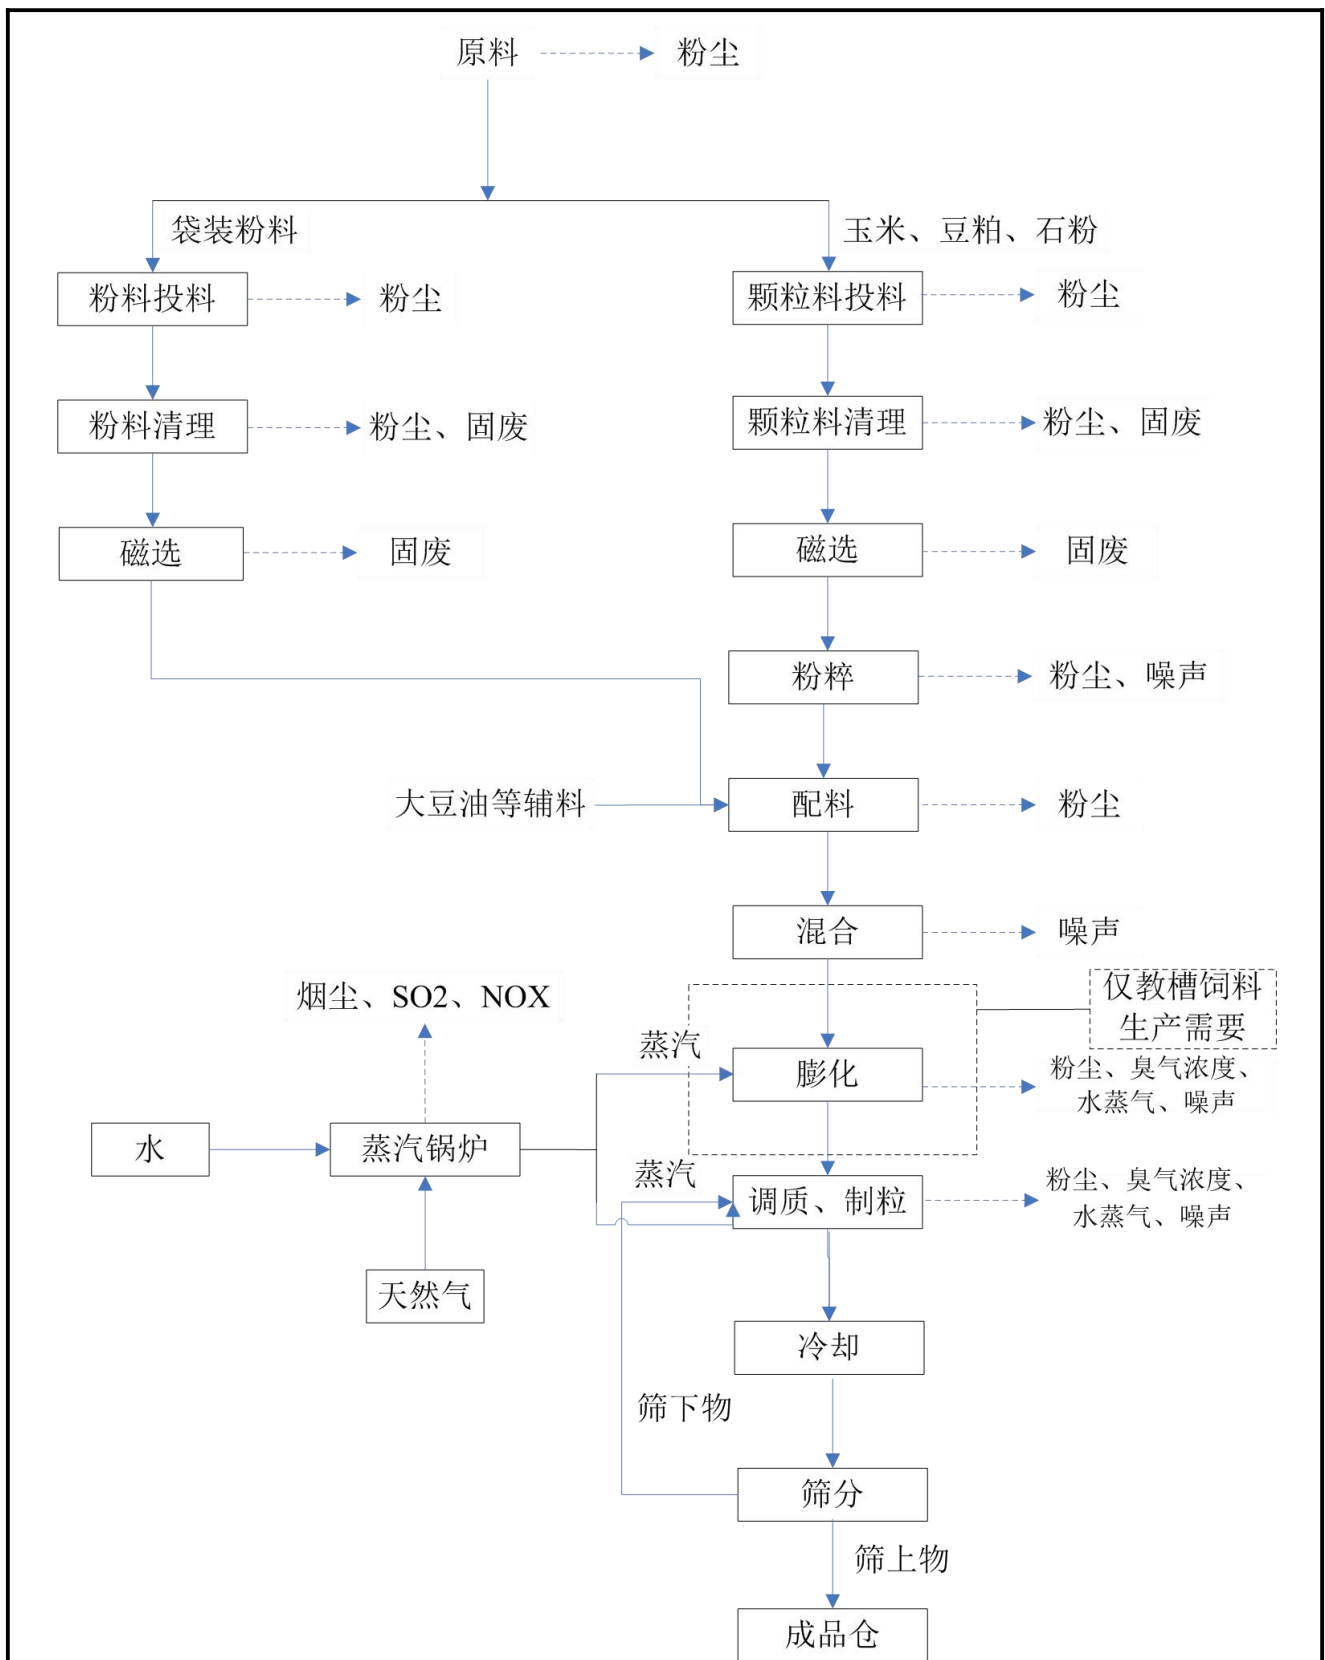 原料
粉尘
袋装粉料
玉米、豆粕、石粉
粉料投料
粉尘
颗粒料投料
粉尘
粉料清理
粉尘、固废
颗粒料清理
粉尘、固废
磁选
固废
磁选
固废
粉粹
粉尘、噪声
大豆油等辅料
配料
粉尘
混合
噪声
烟尘、SO2、NOX
仅教槽饲料
生产需要
蒸汽
膨化
粉尘、臭气浓度、
水蒸气、噪声
水
蒸汽锅炉
蒸汽
调质、制粒
粉尘、臭气浓度、
水蒸气、噪声
天然气
冷却
筛下物
筛分
筛上物
成品仓